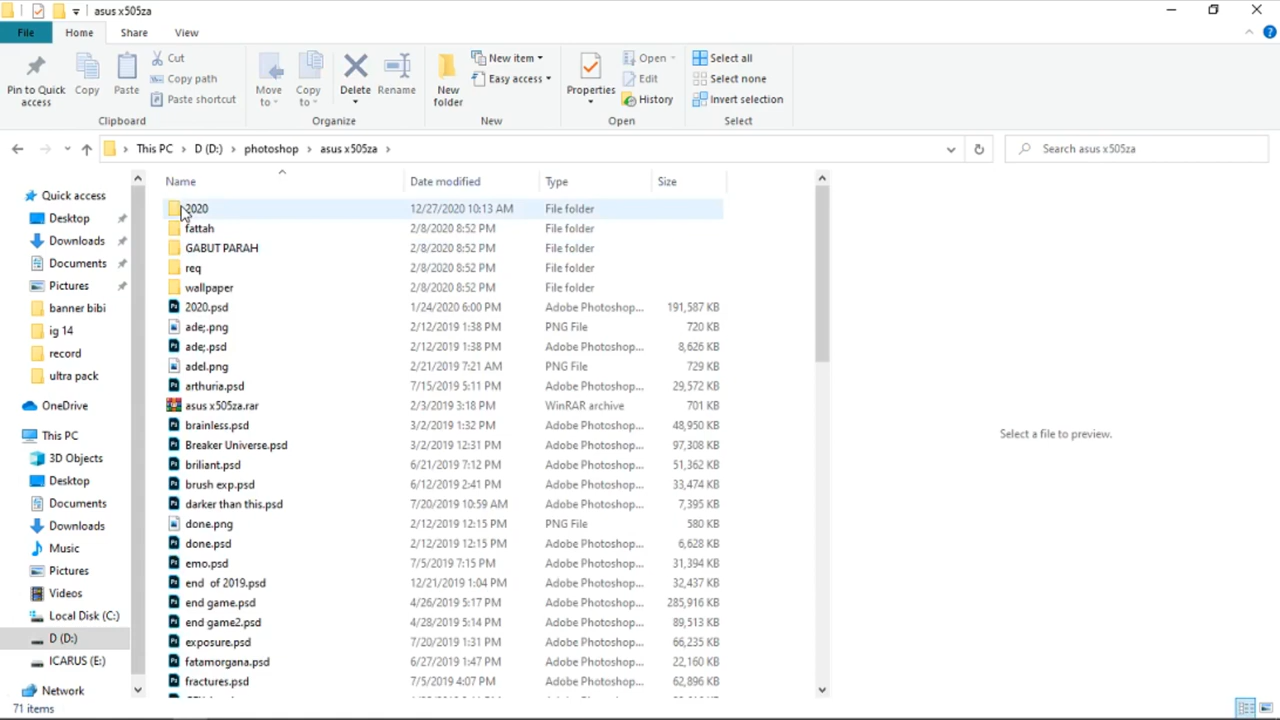 asus x505za
File Home Share View
Pin to Quick access
Copy
Paste
Cut
Copy path
Paste shortcut
Clipboard
Move to
Copy to
Delete
Rename
Organize
New folder
New item
Easy access
New
Properties
Open
Edit
History
Open
Select all
Select none
Invert selection
Select
This PC > D (D:) > photoshop > asus x505za >
Search asus x505za
Quick access
Desktop
Downloads
Documents
Pictures
banner bibi
ig 14
record
ultra pack
OneDrive
This PC
3D Objects
Desktop
Documents
Downloads
Music
Pictures
Videos
Local Disk (C:)
D (D:)
ICARUS (E:)
Network
Name Date modified Type Size
2020 12/27/2020 10:13 AM File folder
fattah 2/8/2020 8:52 PM File folder
GABUT PARAH 2/8/2020 8:52 PM File folder
req 2/8/2020 8:52 PM File folder
wallpaper 2/8/2020 8:52 PM File folder
2020.psd 1/24/2020 6:00 PM Adobe Photoshop... 191,587 KB
ade;.png 2/12/2019 1:38 PM PNG File 720 KB
ade;.psd 2/12/2019 1:38 PM Adobe Photoshop... 8,626 KB
adel.png 2/21/2019 7:21 AM PNG File 729 KB
arthuria.psd 7/15/2019 5:11 PM Adobe Photoshop... 29,572 KB
asus x505za.rar 2/3/2019 3:18 PM WinRAR archive 701 KB
brainless.psd 3/2/2019 1:32 PM Adobe Photoshop... 48,950 KB
Breaker Universe.psd 3/2/2019 12:31 PM Adobe Photoshop... 97,308 KB
briliant.psd 6/21/2019 7:12 PM Adobe Photoshop... 51,362 KB
brush exp.psd 6/12/2019 2:41 PM Adobe Photoshop... 33,474 KB
darker than this.psd 7/20/2019 10:59 AM Adobe Photoshop... 7,395 KB
done.png 2/12/2019 12:15 PM PNG File 580 KB
done.psd 2/12/2019 12:15 PM Adobe Photoshop... 6,628 KB
emo.psd 7/5/2019 7:15 PM Adobe Photoshop... 31,394 KB
end of 2019.psd 12/21/2019 1:04 PM Adobe Photoshop... 32,437 KB
end game.psd 4/26/2019 5:17 PM Adobe Photoshop... 285,916 KB
end game2.psd 4/28/2019 5:14 PM Adobe Photoshop... 89,513 KB
exposure.psd 7/20/2019 1:31 PM Adobe Photoshop... 66,235 KB
fatamorgana.psd 6/27/2019 1:47 PM Adobe Photoshop... 22,160 KB
fractures.psd 7/5/2019 4:07 PM Adobe Photoshop... 62,896 KB
Select a file to preview.
71 items